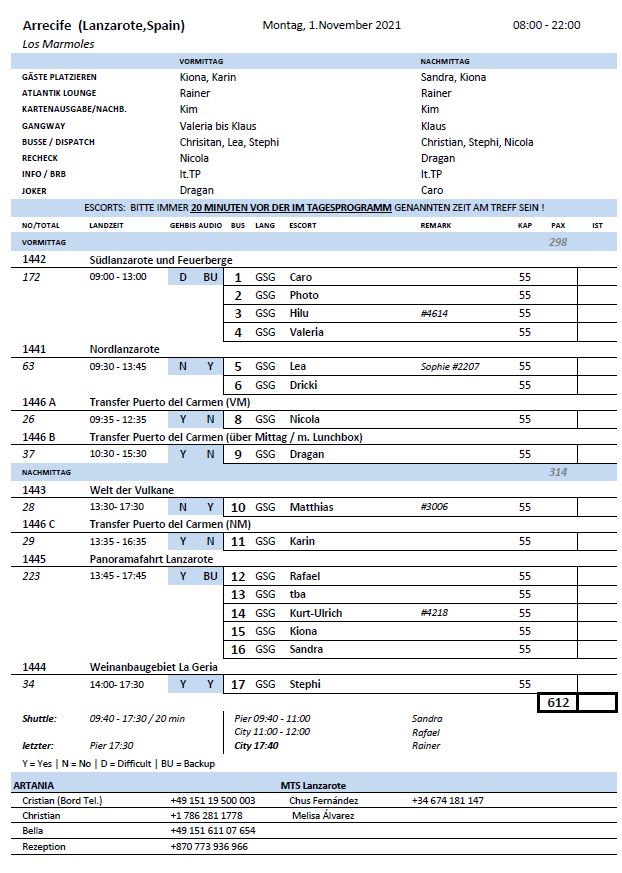 Arrecife (Lanzarote,Spain) Montag, 1.November 2021 08:00 - 22:00
Los Marmoles
VORMITTAG NACHMITTAG
GÄSTE PLATZIEREN Kiona, Karin Sandra, Kiona
ATLANTIK LOUNGE Rainer Rainer
KARTENAUSGABE/NACHB. Kim Kim
GANGWAY Valeria bis Klaus Klaus
BUSSE / DISPATCH Chrisitan, Lea, Stephi Christian, Stephi, Nicola
RECHECK Nicola Dragan
INFO / BRB lt.TP lt.TP
JOKER Dragan Caro
ESCORTS: BITTE IMMER 20 MINUTEN VOR DER IM TAGESPROGRAMM GENANNTEN ZEIT AM TREFF SEIN !
NO/TOTAL LANDZEIT GEHBIS AUDIO BUS LANG ESCORT REMARK KAP PAX IST
VORMITTAG 298
1442 Südlanzarote und Feuerberge
172 09:00 - 13:00 D BU 1 GSG Caro 55
2 GSG Photo 55
3 GSG Hilu #4614 55
4 GSG Valeria 55
1441 Nordlanzarote
63 09:30 - 13:45 N Y 5 GSG Lea Sophie #2207 55
6 GSG Dricki 55
1446 A Transfer Puerto del Carmen (VM)
26 09:35 - 12:35 Y N 8 GSG Nicola 55
1446 B Transfer Puerto del Carmen (über Mittag / m. Lunchbox)
37 10:30 - 15:30 Y N 9 GSG Dragan 55
NACHMITTAG 314
1443 Welt der Vulkane
28 13:30- 17:30 N Y 10 GSG Matthias #3006 55
1446 C Transfer Puerto del Carmen (NM)
29 13:35 - 16:35 Y N 11 GSG Karin 55
1445 Panoramafahrt Lanzarote
223 13:45 - 17:45 Y BU 12 GSG Rafael 55
13 GSG tba 55
14 GSG Kurt-Ulrich #4218 55
15 GSG Kiona 55
16 GSG Sandra 55
1444 Weinanbaugebiet La Geria
34 14:00- 17:30 Y Y 17 GSG Stephi 55
612
Shuttle: 09:40 - 17:30 / 20 min Pier 09:40 - 11:00 Sandra
City 11:00 - 12:00 Rafael
letzter: Pier 17:30 City 17:40 Rainer
Y = Yes | N = No | D = Difficult | BU = Backup
ARTANIA MTS Lanzarote
Cristian (Bord Tel.) +49 151 19 500 003 Chus Fernández +34 674 181 147
Christian +1 786 281 1778 Melisa Álvarez
Bella +49 151 611 07 654
Rezeption +870 773 936 966